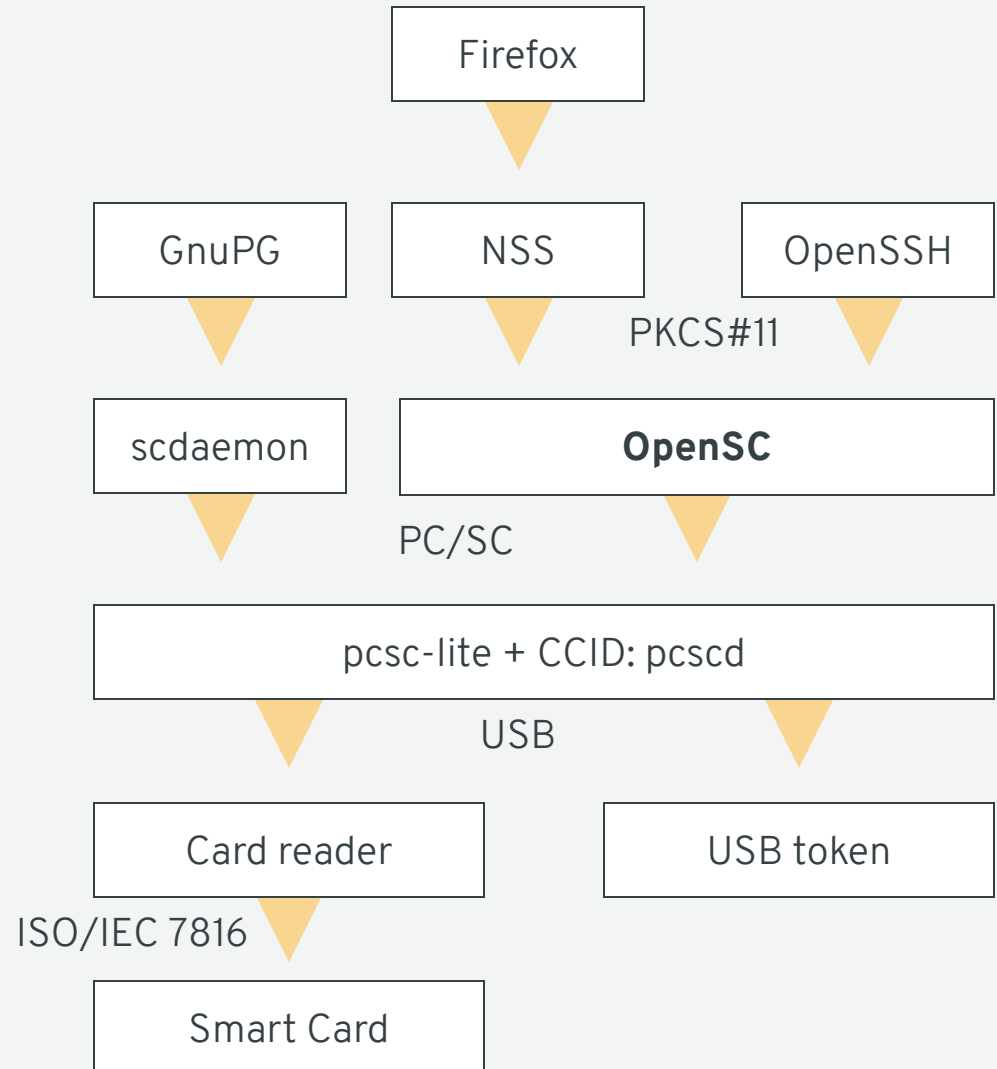 Firefox
GnuPG
NSS
OpenSSH
PKCS#11
scdaemon
OpenSC
PC/SC
pcsc-lite + CCID: pcscd
USB
Card reader
USB token
ISO/IEC 7816
Smart Card